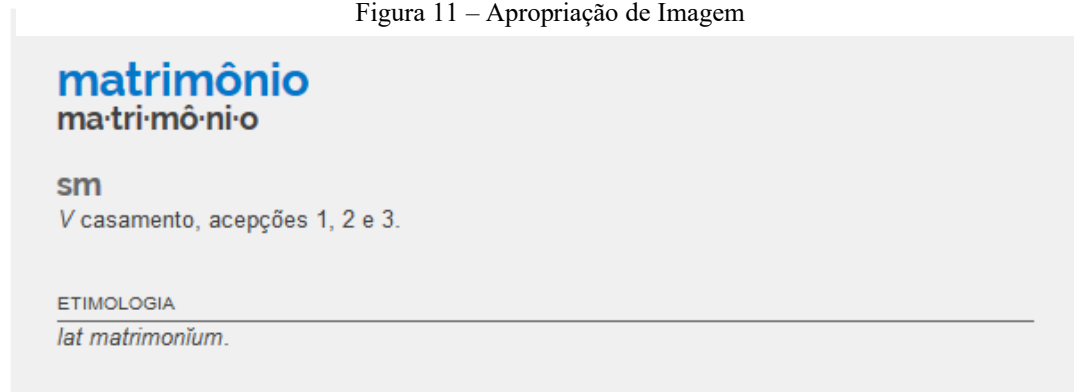 Figura 11 – Apropriação de Imagem
matrimônio
ma·tri·mô·ni·o
sm
V casamento, acepções 1, 2 e 3.
ETIMOLOGIA
lat matrimonĭum.